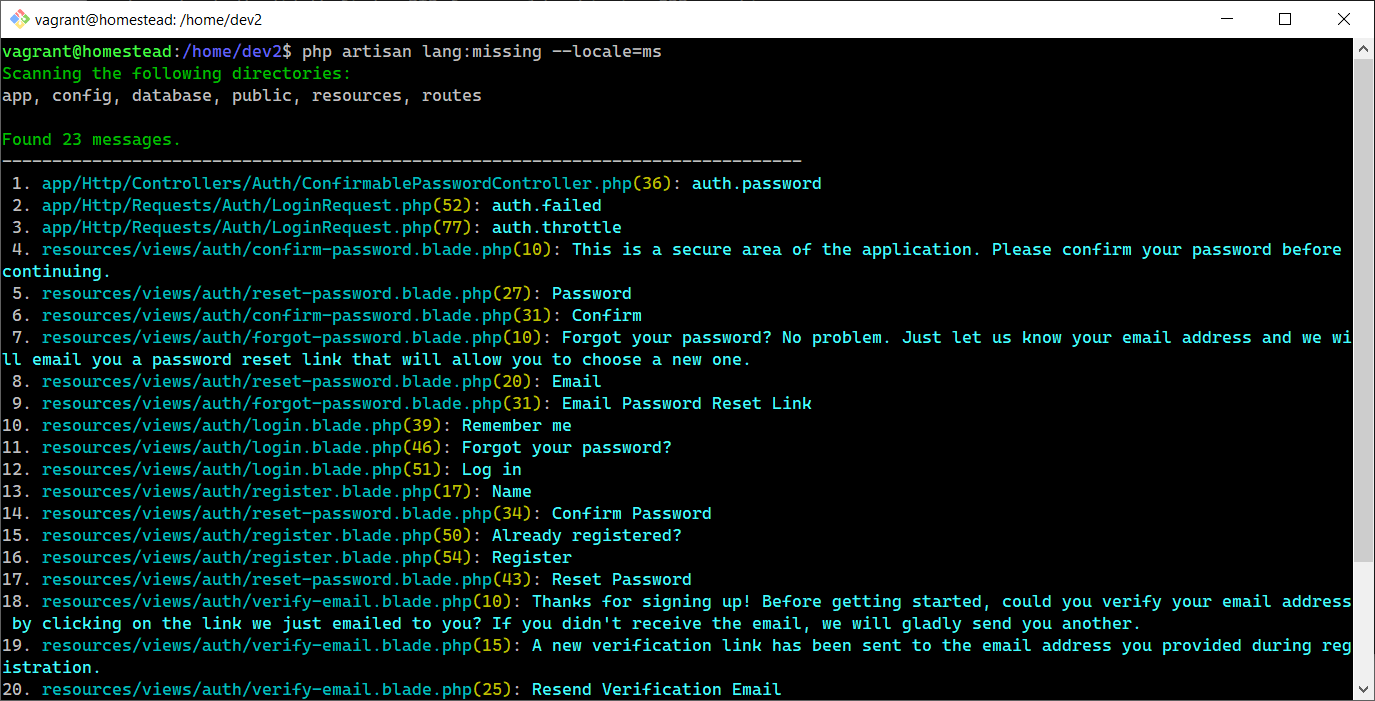 vagrant@homestead: /home/dev2
vagrant@homestead:/home/dev2$ php artisan lang:missing --locale=ms
Scanning the following directories:
app, config, database, public, resources, routes
Found 23 messages.
--------------------------------------------------------------------------------
1. app/Http/Controllers/Auth/ConfirmablePasswordController.php(36): auth.password
2. app/Http/Requests/Auth/LoginRequest.php(52): auth.failed
3. app/Http/Requests/Auth/LoginRequest.php(77): auth.throttle
4. resources/views/auth/confirm-password.blade.php(10): This is a secure area of the application. Please confirm your password before
continuing.
5. resources/views/auth/reset-password.blade.php(27): Password
6. resources/views/auth/confirm-password.blade.php(31): Confirm
7. resources/views/auth/forgot-password.blade.php(10): Forgot your password? No problem. Just let us know your email address and we wi
ll email you a password reset link that will allow you to choose a new one.
8. resources/views/auth/reset-password.blade.php(20): Email
9. resources/views/auth/forgot-password.blade.php(31): Email Password Reset Link
10. resources/views/auth/login.blade.php(39): Remember me
11. resources/views/auth/login.blade.php(46): Forgot your password?
12. resources/views/auth/login.blade.php(51): Log in
13. resources/views/auth/register.blade.php(17): Name
14. resources/views/auth/reset-password.blade.php(34): Confirm Password
15. resources/views/auth/register.blade.php(50): Already registered?
16. resources/views/auth/register.blade.php(54): Register
17. resources/views/auth/reset-password.blade.php(43): Reset Password
18. resources/views/auth/verify-email.blade.php(10): Thanks for signing up! Before getting started, could you verify your email address
by clicking on the link we just emailed to you? If you didn't receive the email, we will gladly send you another.
19. resources/views/auth/verify-email.blade.php(15): A new verification link has been sent to the email address you provided during reg
istration.
20. resources/views/auth/verify-email.blade.php(25): Resend Verification Email